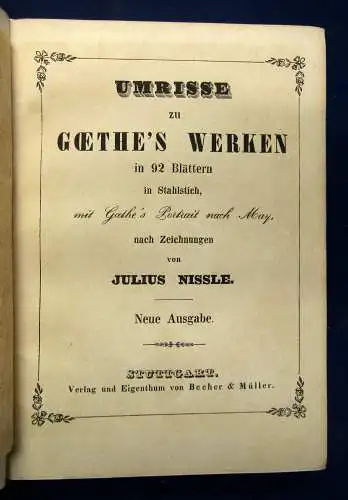 UMRISSE
zu
GŒTHE'S WERKEN
in 92 Blättern
in Stahlstich,
mit Gœthe's Portrait nach May,
nach Zeichnungen
von
JULIUS NISSLE.
Neue Ausgabe.
STUTTGART.
Verlag und Eigenthum von Becher & Müller.